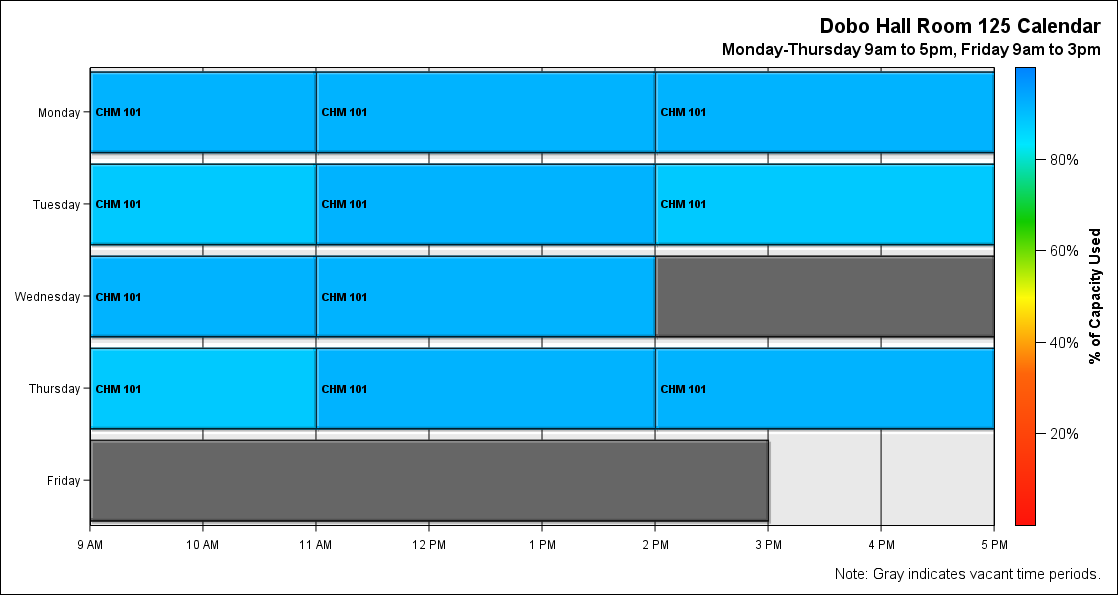 Dobo Hall Room 125 Calendar
Monday-Thursday 9am to 5pm, Friday 9am to 3pm
Monday CHM 101 CHM 101 CHM 101
80%
Tuesday CHM 101 CHM 101 CHM 101
60%
Wednesday CHM 101 CHM 101
% of Capacity Used
40%
Thursday CHM 101 CHM 101 CHM 101
20%
Friday
9 AM 10 AM 11 AM 12 PM 1 PM 2 PM 3 PM 4 PM 5 PM
Note: Gray indicates vacant time periods.